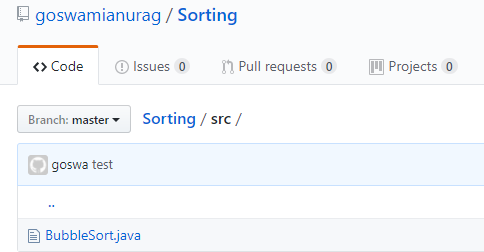 goswamianurag / Sorting
Code Issues 0 Pull requests 0 Projects 0
Branch: master Sorting / src /
goswa test
..
BubbleSort.java